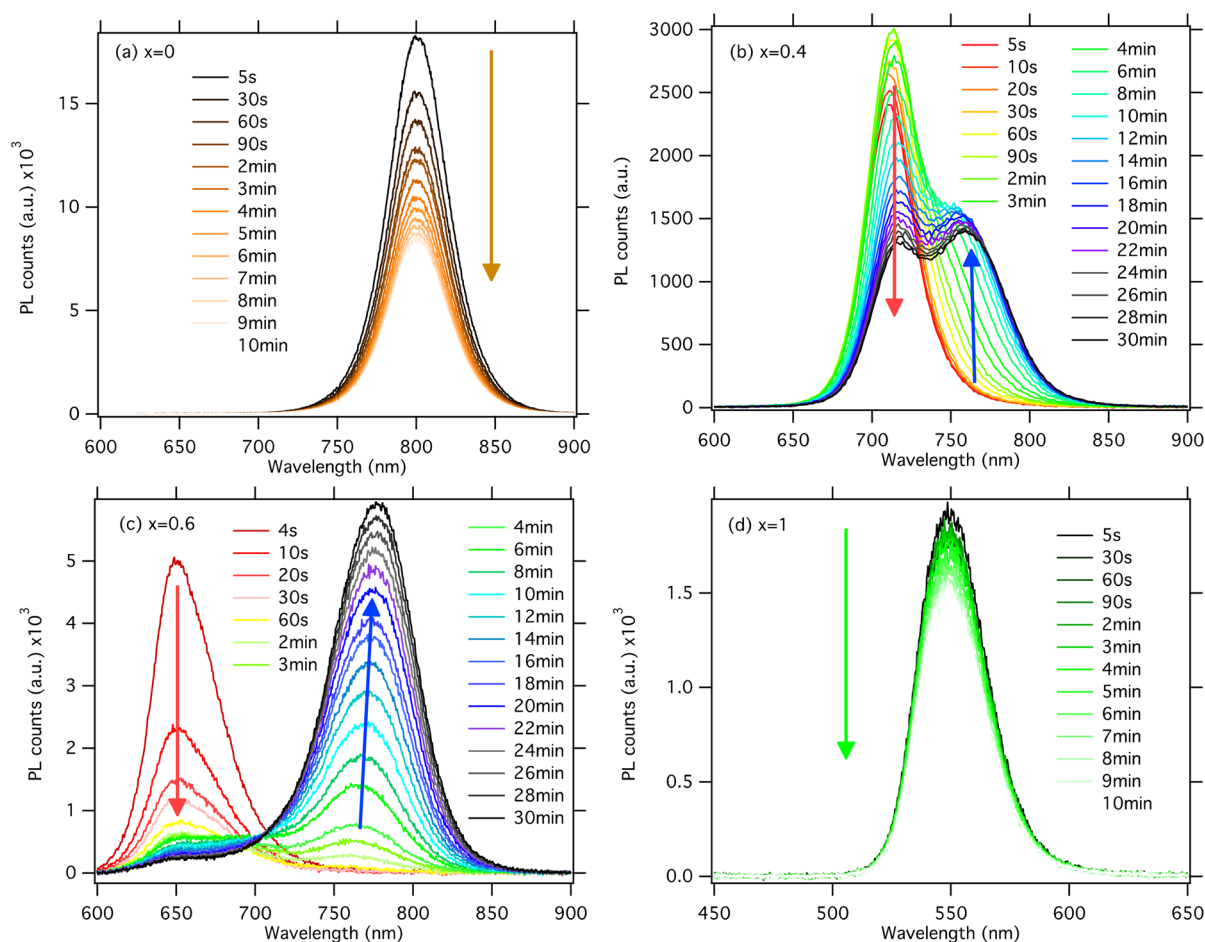 (a) x=0
5s
30s
60s
90s
2min
3min
4min
5min
6min
7min
8min
9min
10min
15
10
5
0
PL counts (a.u.) x10³
600 650 700 750 800 850 900
Wavelength (nm)
(b) x=0.4
5s
10s
20s
30s
60s
90s
2min
3min
4min
6min
8min
10min
12min
14min
16min
18min
20min
22min
24min
26min
28min
30min
3000
2500
2000
1500
1000
500
0
PL counts (a.u.)
600 650 700 750 800 850 900
Wavelength (nm)
(c) x=0.6
4s
10s
20s
30s
60s
2min
3min
4min
6min
8min
10min
12min
14min
16min
18min
20min
22min
24min
26min
28min
30min
5
4
3
2
1
0
PL counts (a.u.) x10³
600 650 700 750 800 850 900
Wavelength (nm)
(d) x=1
5s
30s
60s
90s
2min
3min
4min
5min
6min
7min
8min
9min
10min
1.5
1.0
0.5
0.0
PL counts (a.u.) x10³
450 500 550 600 650
Wavelength (nm)